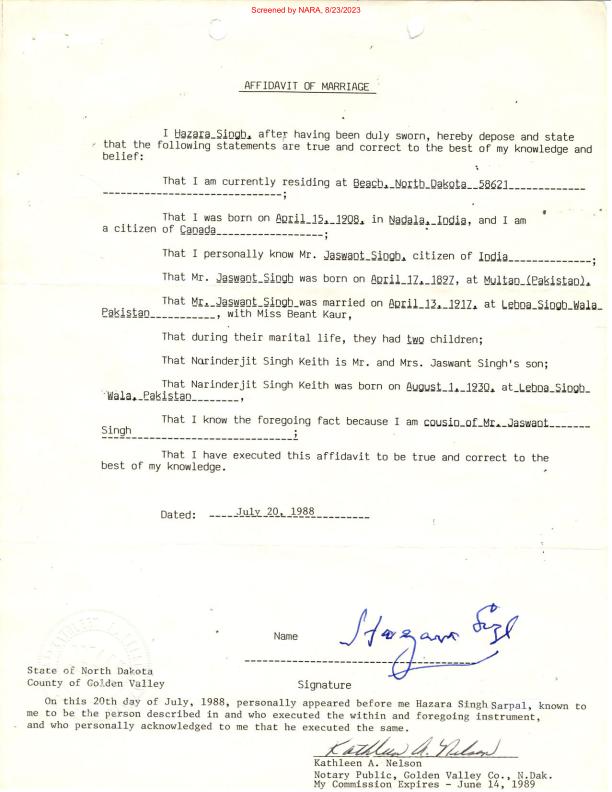 Screened by NARA, 8/23/2023
AFFIDAVIT OF MARRIAGE
I Hazara Singh, after having been duly sworn, hereby depose and state
that the following statements are true and correct to the best of my knowledge and
belief:
That I am currently residing at Beach, North Dakota 58621
;
That I was born on April 15, 1908, in Nadala, India, and I am
a citizen of Canada;
That I personally know Mr. Jaswant Singh, citizen of India;
That Mr. Jaswant Singh was born on April 17, 1897, at Multan (Pakistan).
That Mr. Jaswant Singh was married on April 13, 1917, at Lehna Singh Wala
Pakistan, with Miss Beant Kaur,
That during their marital life, they had two children;
That Narinderjit Singh Keith is Mr. and Mrs. Jaswant Singh's son;
That Narinderjit Singh Keith was born on August 1, 1930, at Lehna Singh
Wala, Pakistan,
That I know the foregoing fact because I am cousin of Mr. Jaswant
Singh;
That I have executed this affidavit to be true and correct to the
best of my knowledge.
Dated: July 20, 1988
Name Hazara Singh
Signature
State of North Dakota
County of Golden Valley
On this 20th day of July, 1988, personally appeared before me Hazara Singh Sarpal, known to
me to be the person described in and who executed the within and foregoing instrument,
and who personally acknowledged to me that he executed the same.
Kathleen A. Nelson
Kathleen A. Nelson
Notary Public, Golden Valley Co., N.Dak.
My Commission Expires - June 14, 1989